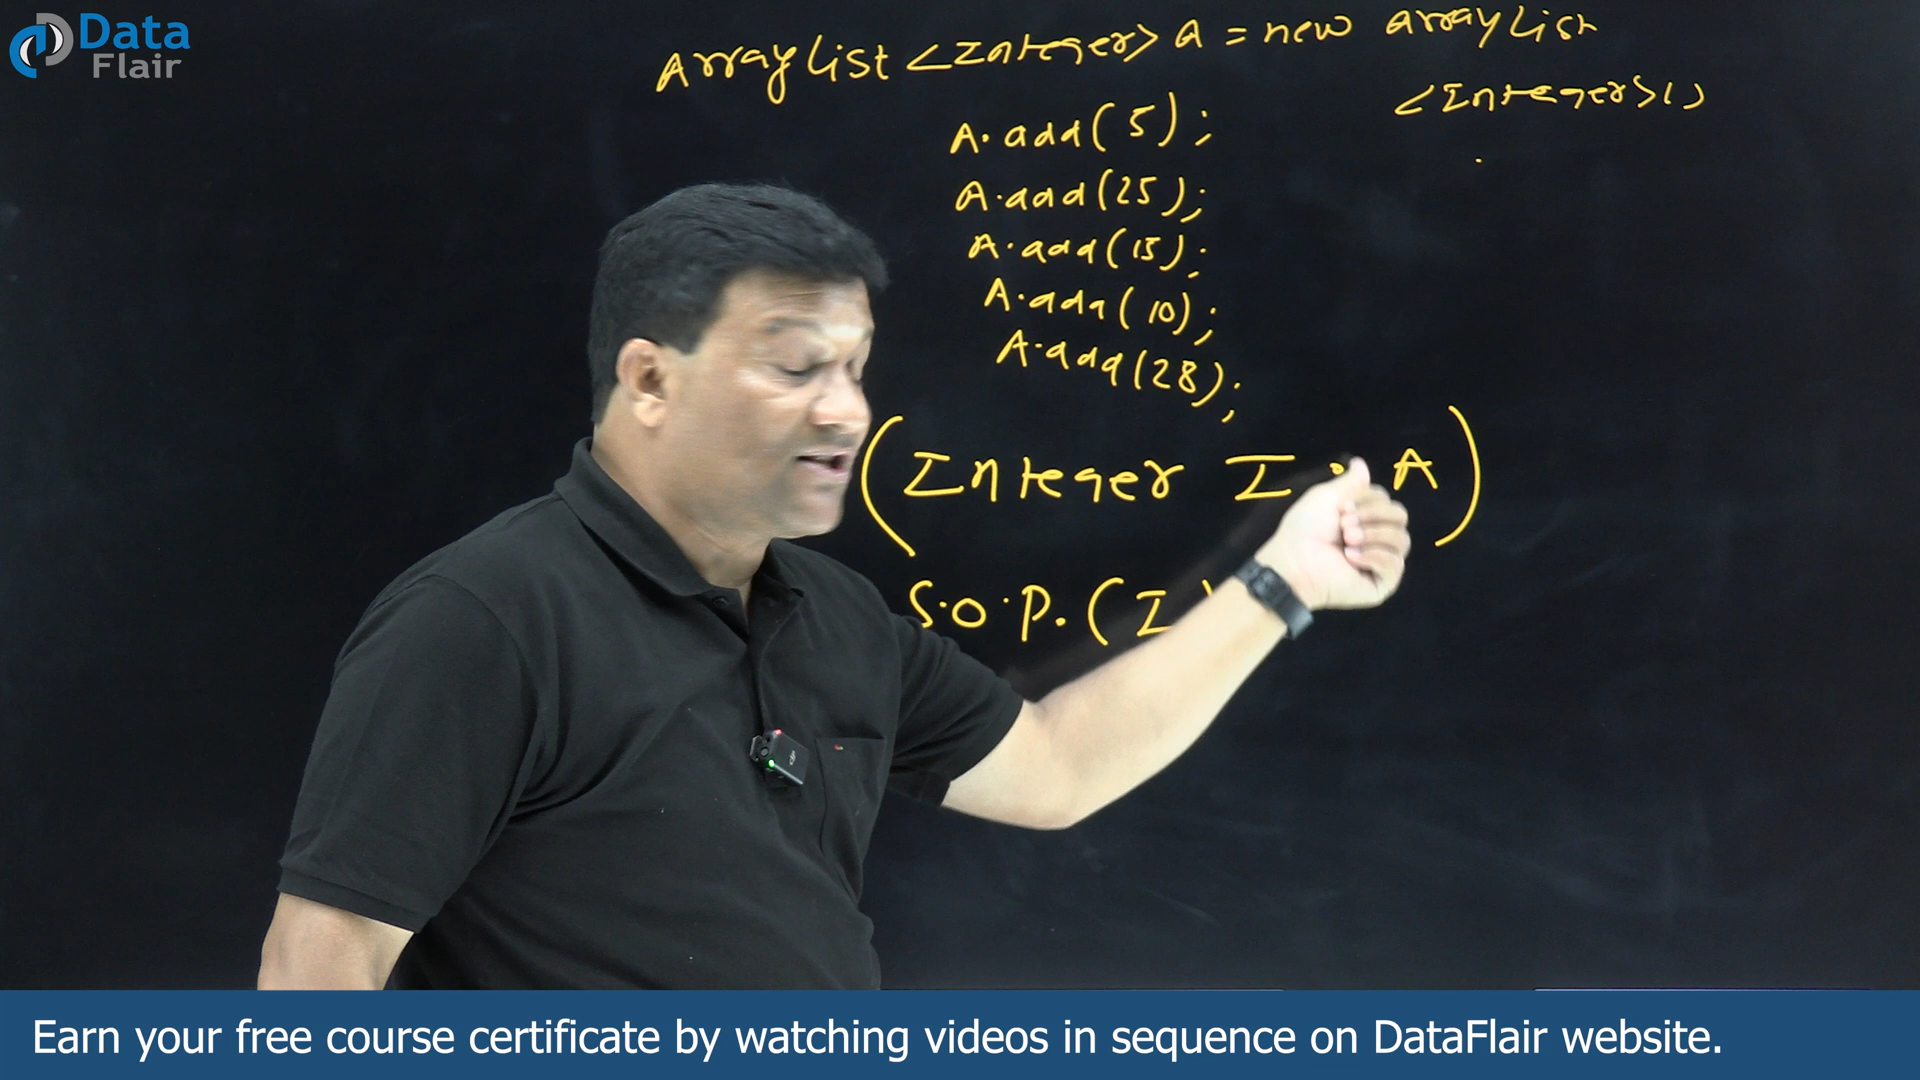 Data
Flair
ArrayList <Integer> A = new arrayList
<Integer>()
A.add(5);
A.add(25);
A.add(15);
A.add(10);
A.add(28);
(Integer I : A)
S.O.P.(I)
Earn your free course certificate by watching videos in sequence on DataFlair website.